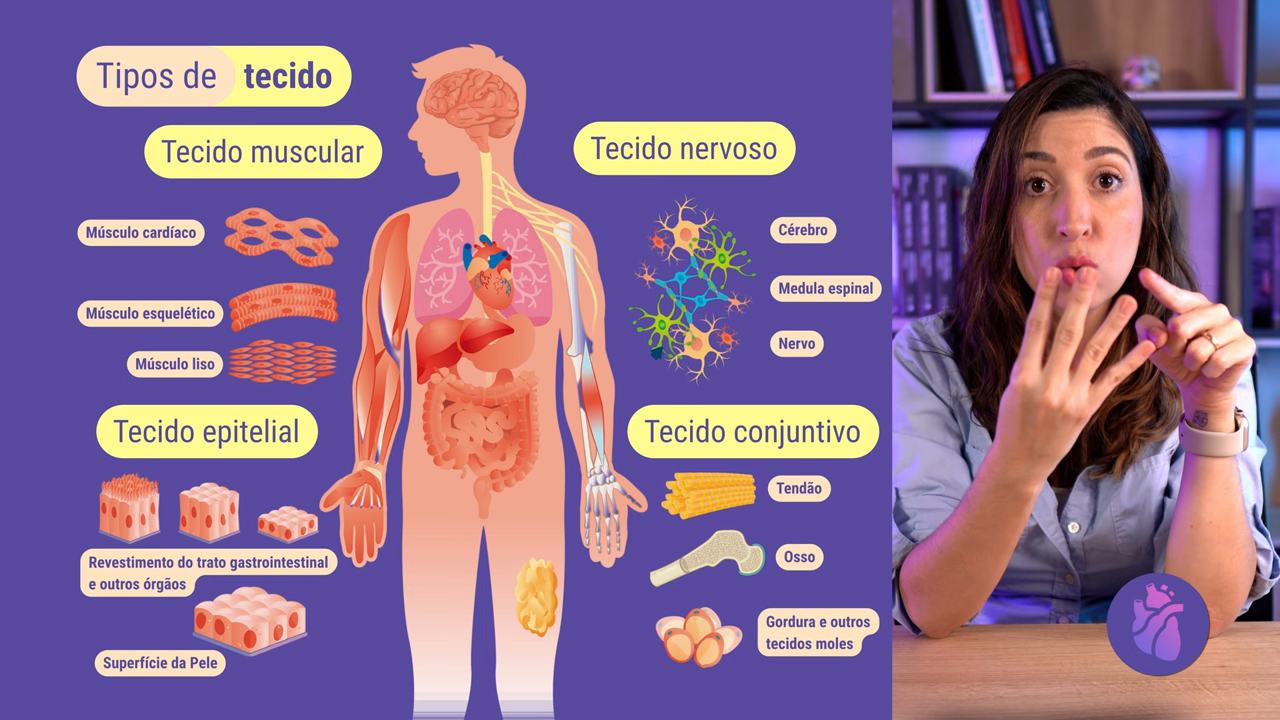 Tipos de tecido
Tecido muscular
Músculo cardíaco
Músculo esquelético
Músculo liso
Tecido nervoso
Cérebro
Medula espinal
Nervo
Tecido epitelial
Revestimento do trato gastrointestinal
e outros órgãos
Superfície da Pele
Tecido conjuntivo
Tendão
Osso
Gordura e outros
tecidos moles